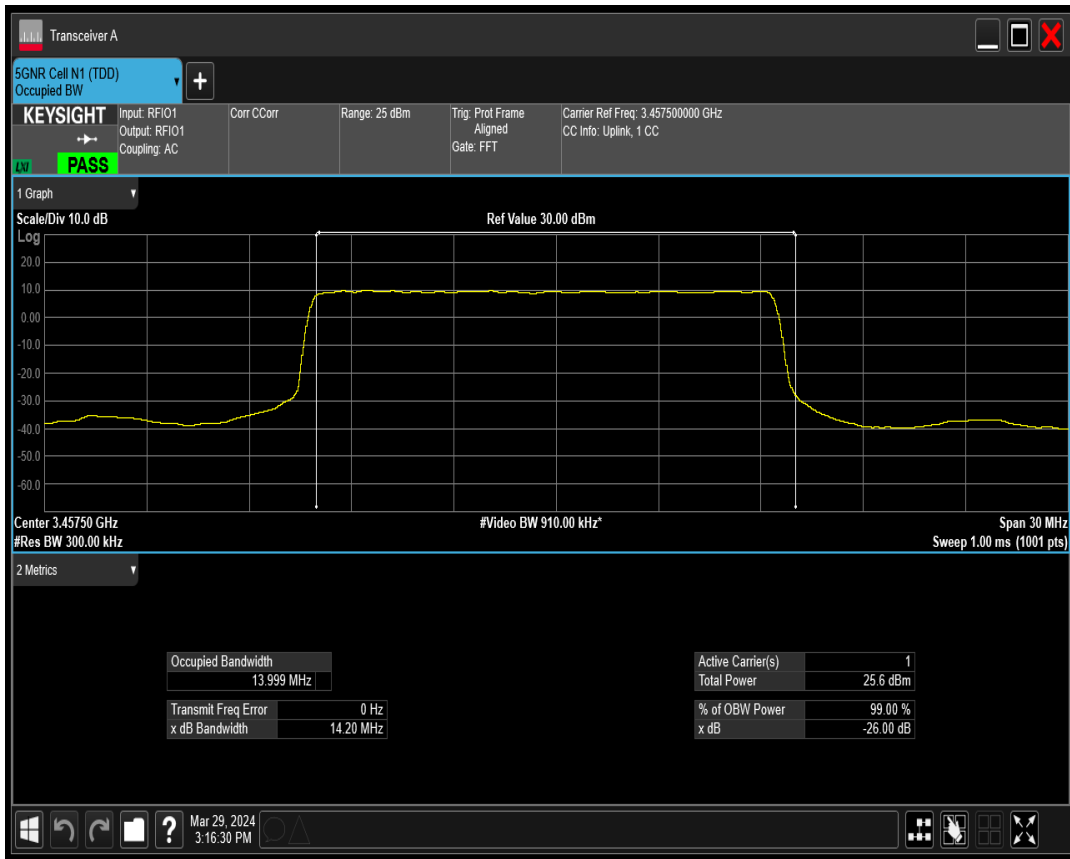 Transceiver A
5GNR Cell N1 (TDD)
Occupied BW
+
KEYSIGHT
LXI
PASS
Input: RFIO1
Output: RFIO1
Coupling: AC
Corr CCorr
Range: 25 dBm
Trig: Prot Frame
Aligned
Gate: FFT
Carrier Ref Freq: 3.457500000 GHz
CC Info: Uplink, 1 CC
1 Graph
Scale/Div 10.0 dB
Ref Value 30.00 dBm
Log
20.0
10.0
0.00
-10.0
-20.0
-30.0
-40.0
-50.0
-60.0
Center 3.45750 GHz
#Video BW 910.00 kHz*
Span 30 MHz
#Res BW 300.00 kHz
Sweep 1.00 ms (1001 pts)
2 Metrics
Occupied Bandwidth
13.999 MHz
Transmit Freq Error 0 Hz
x dB Bandwidth 14.20 MHz
Active Carrier(s) 1
Total Power 25.6 dBm
% of OBW Power 99.00 %
x dB -26.00 dB
?
Mar 29, 2024
3:16:30 PM